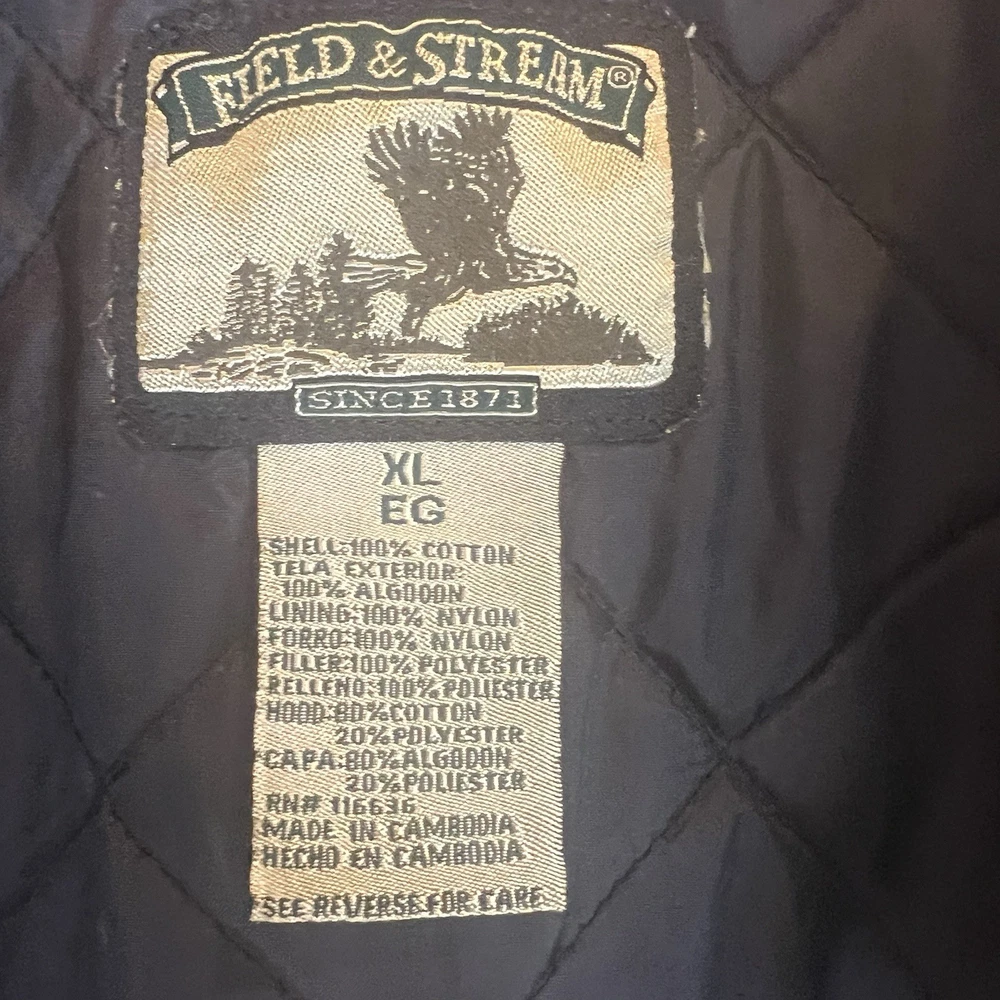 FIELD & STREAM®
SINCE 1871
XL
EG
SHELL:100% COTTON
TELA EXTERIOR:
100% ALGODON
LINING:100% NYLON
FORRO:100% NYLON
FILLER:100% POLYESTER
RELLENO:100% POLIESTER
HOOD:80%COTTON
20%POLYESTER
CAPA:80%ALGODON
20%POLIESTER
RN# 116636
MADE IN CAMBODIA
HECHO EN CAMBODIA
SEE REVERSE FOR CARE